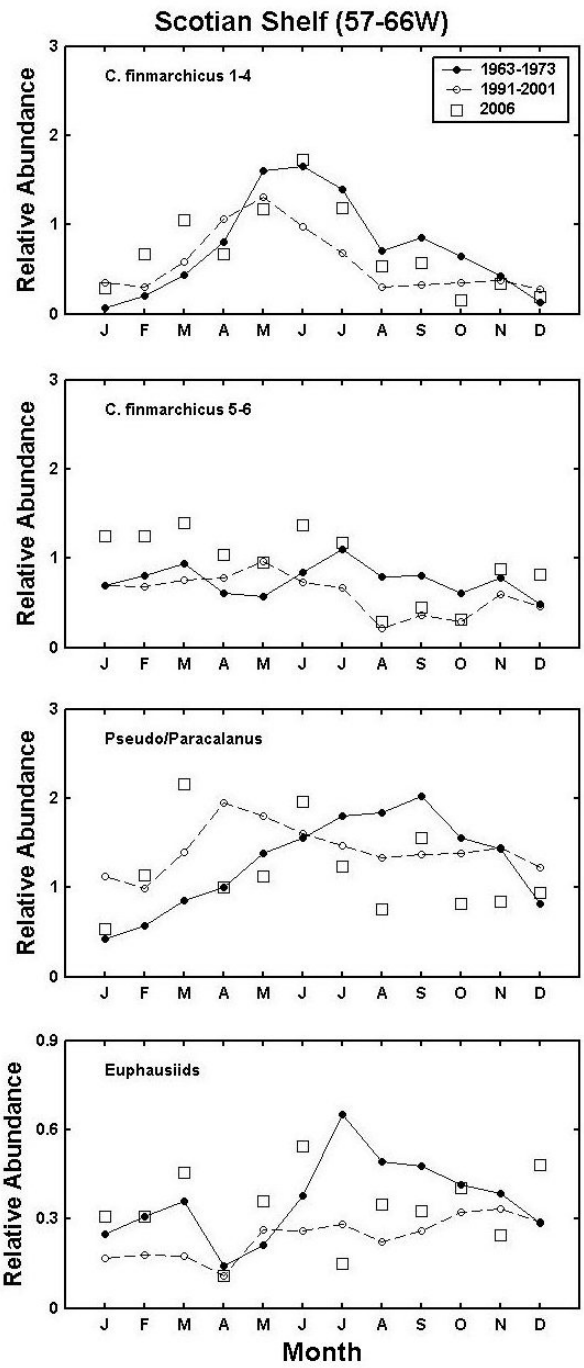 Scotian Shelf (57-66W)
3
C. finmarchicus 1-4
1963-1973
1991-2001
2006
2
1
0
Relative Abundance
J F M A M J J A S O N D
3
C. finmarchicus 5-6
2
1
0
Relative Abundance
J F M A M J J A S O N D
3
Pseudo/Paracalanus
2
1
0
Relative Abundance
J F M A M J J A S O N D
0.9
Euphausiids
0.6
0.3
0
Relative Abundance
J F M A M J J A S O N D
Month